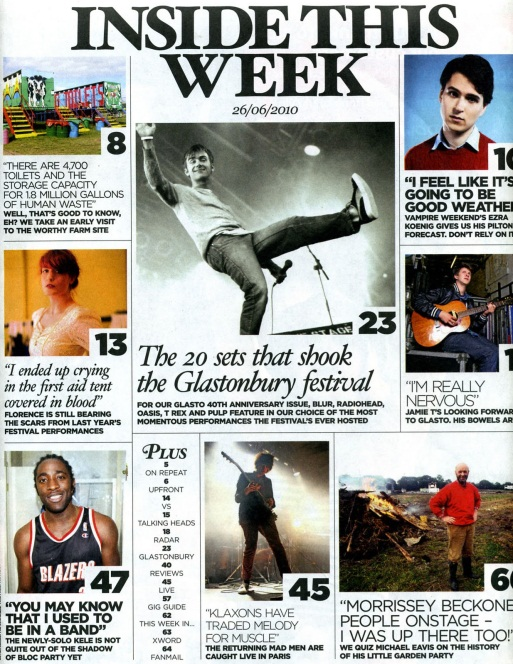 INSIDE THIS
WEEK
26/06/2010
8
"THERE ARE 4,700
TOILETS AND THE
STORAGE CAPACITY
FOR 1.8 MILLION GALLONS
OF HUMAN WASTE"
WELL, THAT'S GOOD TO KNOW,
EH? WE TAKE AN EARLY VISIT
TO THE WORTHY FARM SITE
13
"I ended up crying
in the first aid tent
covered in blood"
FLORENCE IS STILL BEARING
THE SCARS FROM LAST YEAR'S
FESTIVAL PERFORMANCES
BLAZERS
47
"YOU MAY KNOW
THAT I USED TO
BE IN A BAND"
THE NEWLY-SOLO KELE IS NOT
QUITE OUT OF THE SHADOW
OF BLOC PARTY YET
STAGE
23
The 20 sets that shook
the Glastonbury festival
FOR OUR GLASTO 40TH ANNIVERSARY ISSUE, BLUR, RADIOHEAD,
OASIS, T REX AND PULP FEATURE IN OUR CHOICE OF THE MOST
MOMENTOUS PERFORMANCES THE FESTIVAL'S EVER HOSTED
PLUS
5
ON REPEAT
6
UPFRONT
14
VS
15
TALKING HEADS
18
RADAR
23
GLASTONBURY
40
REVIEWS
45
LIVE
57
GIG GUIDE
62
THIS WEEK IN...
63
XWORD
64
FANMAIL
45
"KLAXONS HAVE
TRADED MELODY
FOR MUSCLE"
THE RETURNING MAD MEN ARE
CAUGHT LIVE IN PARIS
10
"I FEEL LIKE IT'S
GOING TO BE
GOOD WEATHER
VAMPIRE WEEKEND'S EZRA
KOENIG GIVES US HIS PILTON
FORECAST. DON'T RELY ON
"I'M REALLY
NERVOUS"
JAMIE T'S LOOKING FORWAR
TO GLASTO. HIS BOWELS AR
"MORRISSEY BECKONE
PEOPLE ONSTAGE –
I WAS UP THERE TOO!"
WE QUIZ MICHAEL EAVIS ON THE HISTORY
OF HIS LITTLE GARDEN PARTY